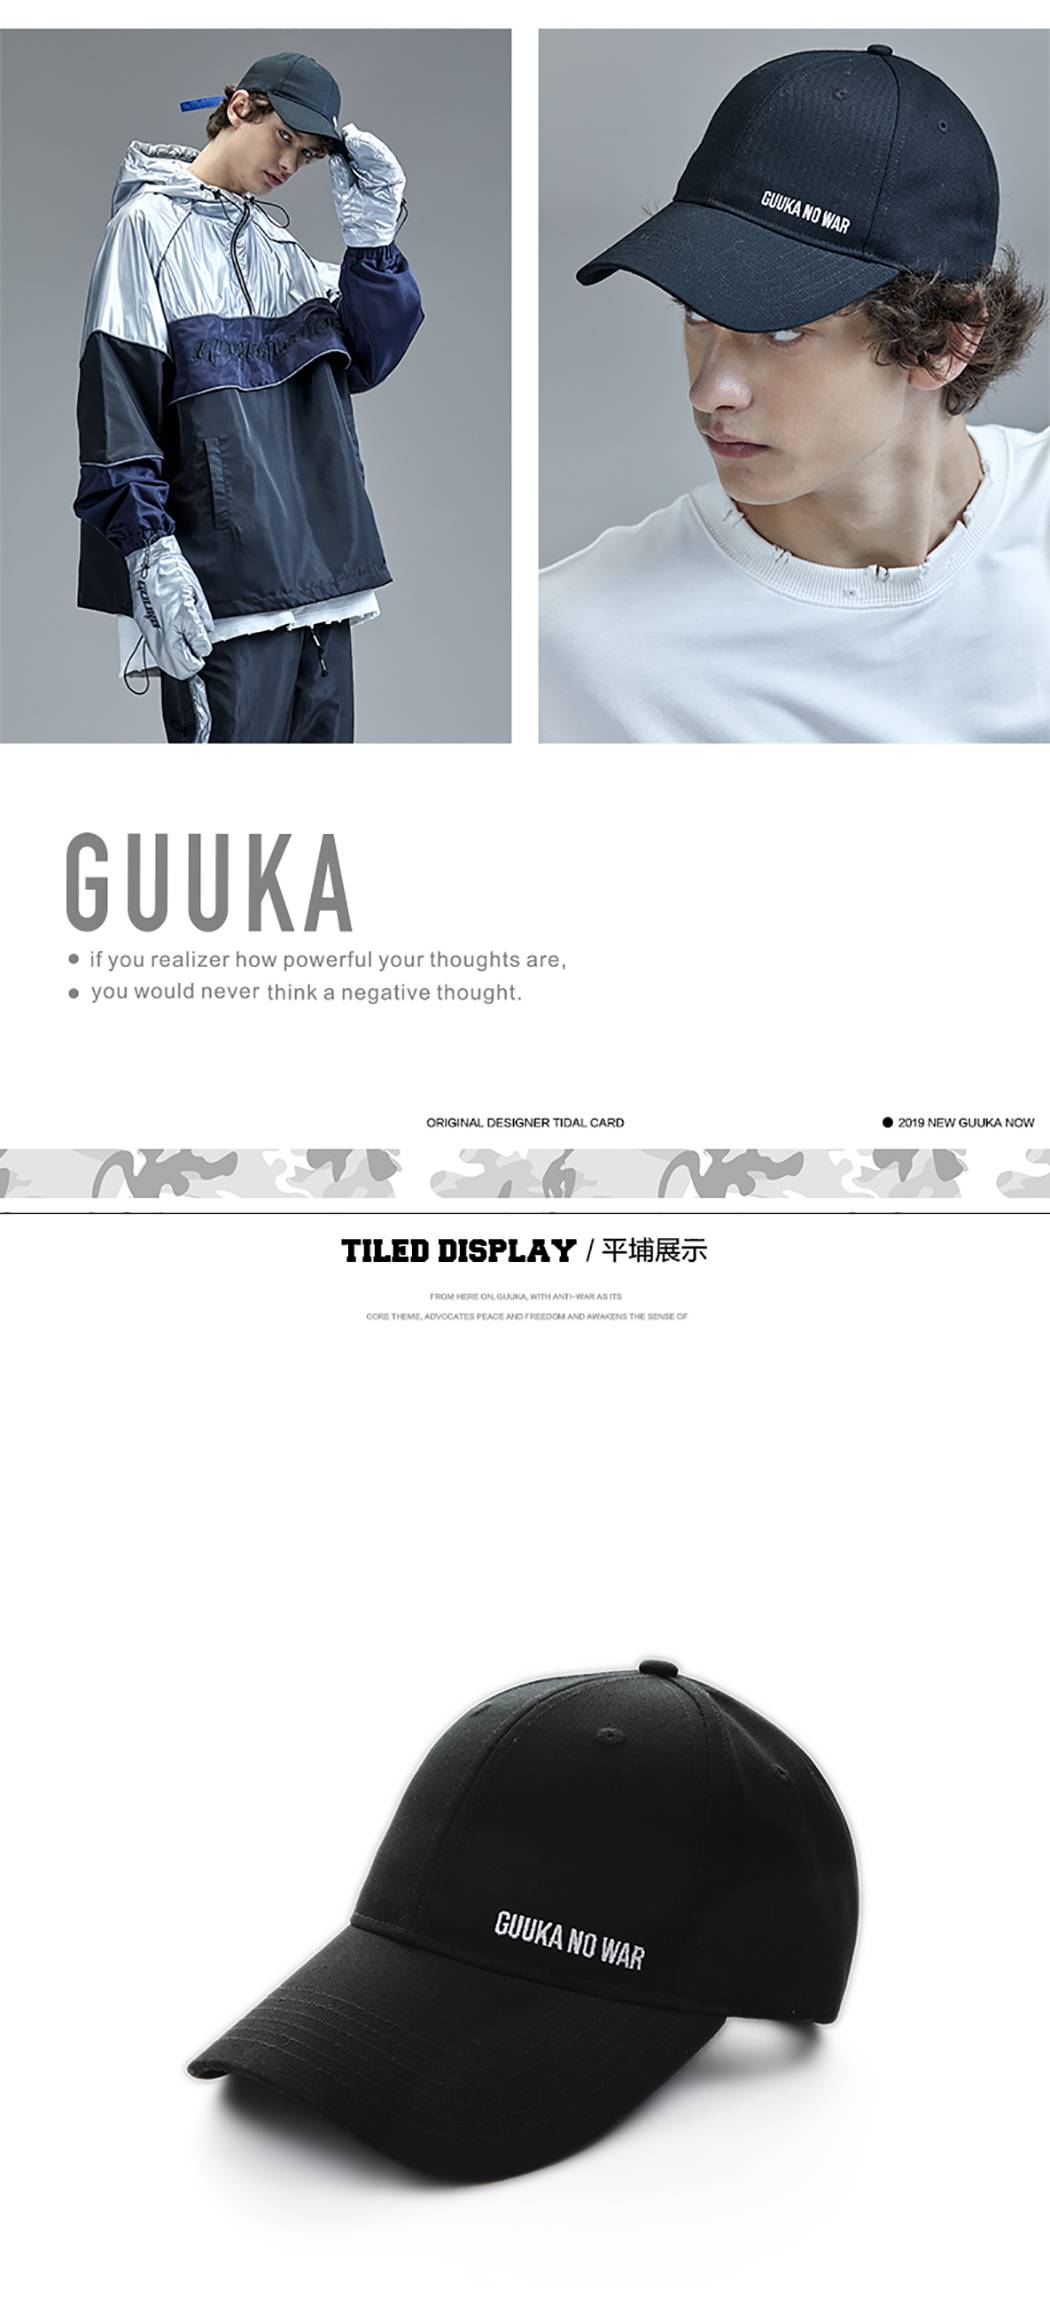 GUUKA NO WAR
GUUKA
if you realizer how powerful your thoughts are,
you would never think a negative thought.
ORIGINAL DESIGNER TIDAL CARD
2019 NEW GUUKA NOW
TILED DISPLAY / 平埔展示
FROM HERE ON, GUUKA, WITH ANTI-WAR AS ITS
CORE THEME, ADVOCATES PEACE AND FREEDOM AND AWAKENS THE SENSE OF
GUUKA NO WAR